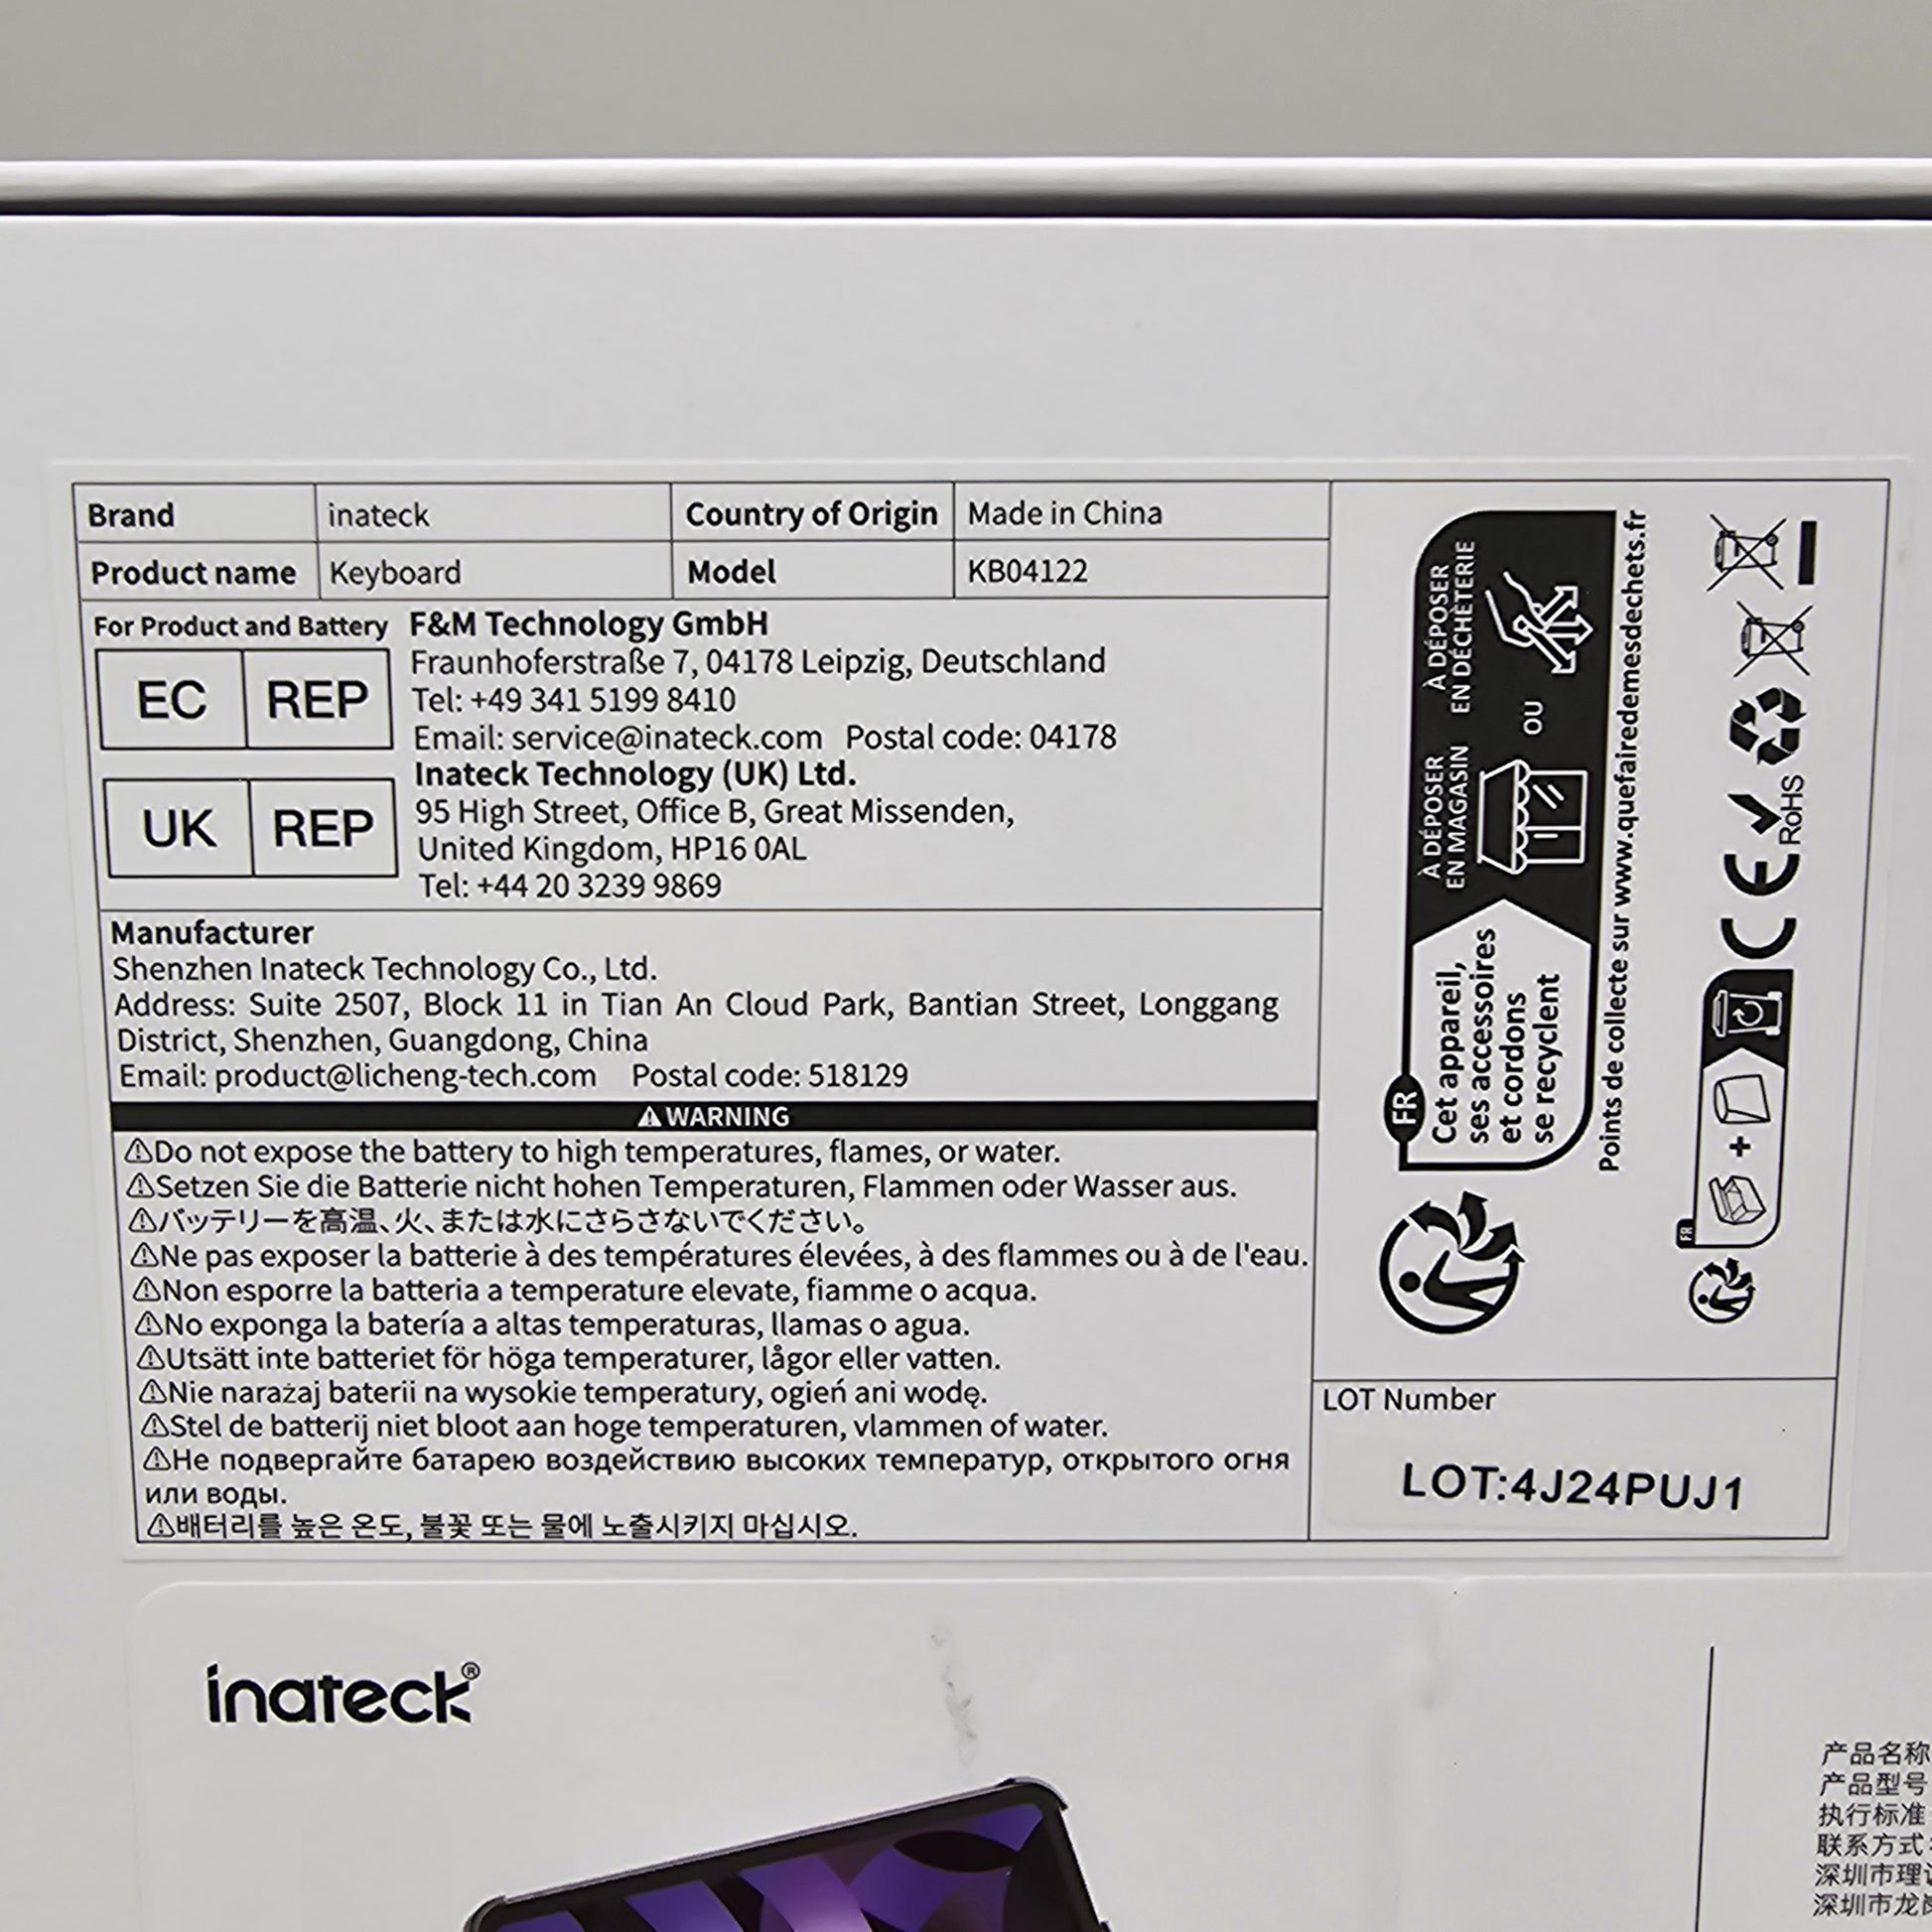 Brand inateck Country of Origin Made in China
Product name Keyboard Model KB04122
For Product and Battery
EC REP
F&M Technology GmbH
Fraunhoferstraße 7, 04178 Leipzig, Deutschland
Tel: +49 341 5199 8410
Email: service@inateck.com Postal code: 04178
UK REP
Inateck Technology (UK) Ltd.
95 High Street, Office B, Great Missenden,
United Kingdom, HP16 0AL
Tel: +44 20 3239 9869
Manufacturer
Shenzhen Inateck Technology Co., Ltd.
Address: Suite 2507, Block 11 in Tian An Cloud Park, Bantian Street, Longgang
District, Shenzhen, Guangdong, China
Email: product@licheng-tech.com Postal code: 518129
⚠WARNING
⚠Do not expose the battery to high temperatures, flames, or water.
⚠Setzen Sie die Batterie nicht hohen Temperaturen, Flammen oder Wasser aus.
⚠バッテリーを高温、火、または水にさらさないでください。
⚠Ne pas exposer la batterie à des températures élevées, à des flammes ou à de l'eau.
⚠Non esporre la batteria a temperature elevate, fiamme o acqua.
⚠No exponga la batería a altas temperaturas, llamas o agua.
⚠Utsätt inte batteriet för höga temperaturer, lågor eller vatten.
⚠Nie narażaj baterii na wysokie temperatury, ogień ani wodę.
⚠Stel de batterij niet bloot aan hoge temperaturen, vlammen of water.
⚠Не подвергайте батарею воздействию высоких температур, открытого огня
или воды.
⚠배터리를 높은 온도, 불꽃 또는 물에 노출시키지 마십시오.
FR
Cet appareil,
ses accessoires
et cordons
se recyclent
À DÉPOSER
EN MAGASIN
OU
À DÉPOSER
EN DÉCHÈTERIE
Points de collecte sur www.quefairedemesdechets.fr
FR
+
CE
RoHS
LOT Number
LOT:4J24PUJ1
inateck®
产品名称
产品型号
执行标准
联系方式:
深圳市理
深圳市龙